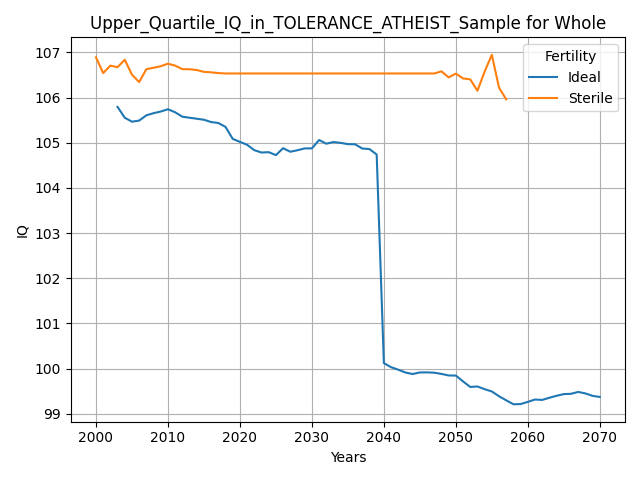 Upper_Quartile_IQ_in_TOLERANCE_ATHEIST_Sample for Whole
Fertility
Ideal
Sterile
IQ
107
106
105
104
103
102
101
100
99
2000 2010 2020 2030 2040 2050 2060 2070
Years